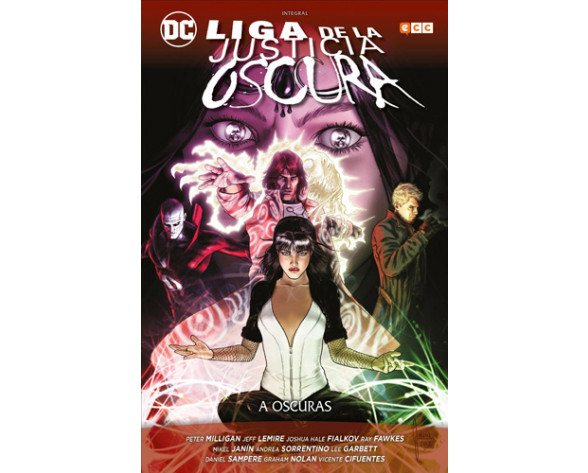 INTEGRAL
DC
LIGA DE LA
JUSTICIA
OSCURA
ecc
A OSCURAS
PETER MILLIGAN JEFF LEMIRE JOSHUA HALE FIALKOV RAY FAWKES
MIKEL JANÍN ANDREA SORRENTINO LEE GARBETT
DANIEL SAMPERE GRAHAM NOLAN VICENTE CIFUENTES